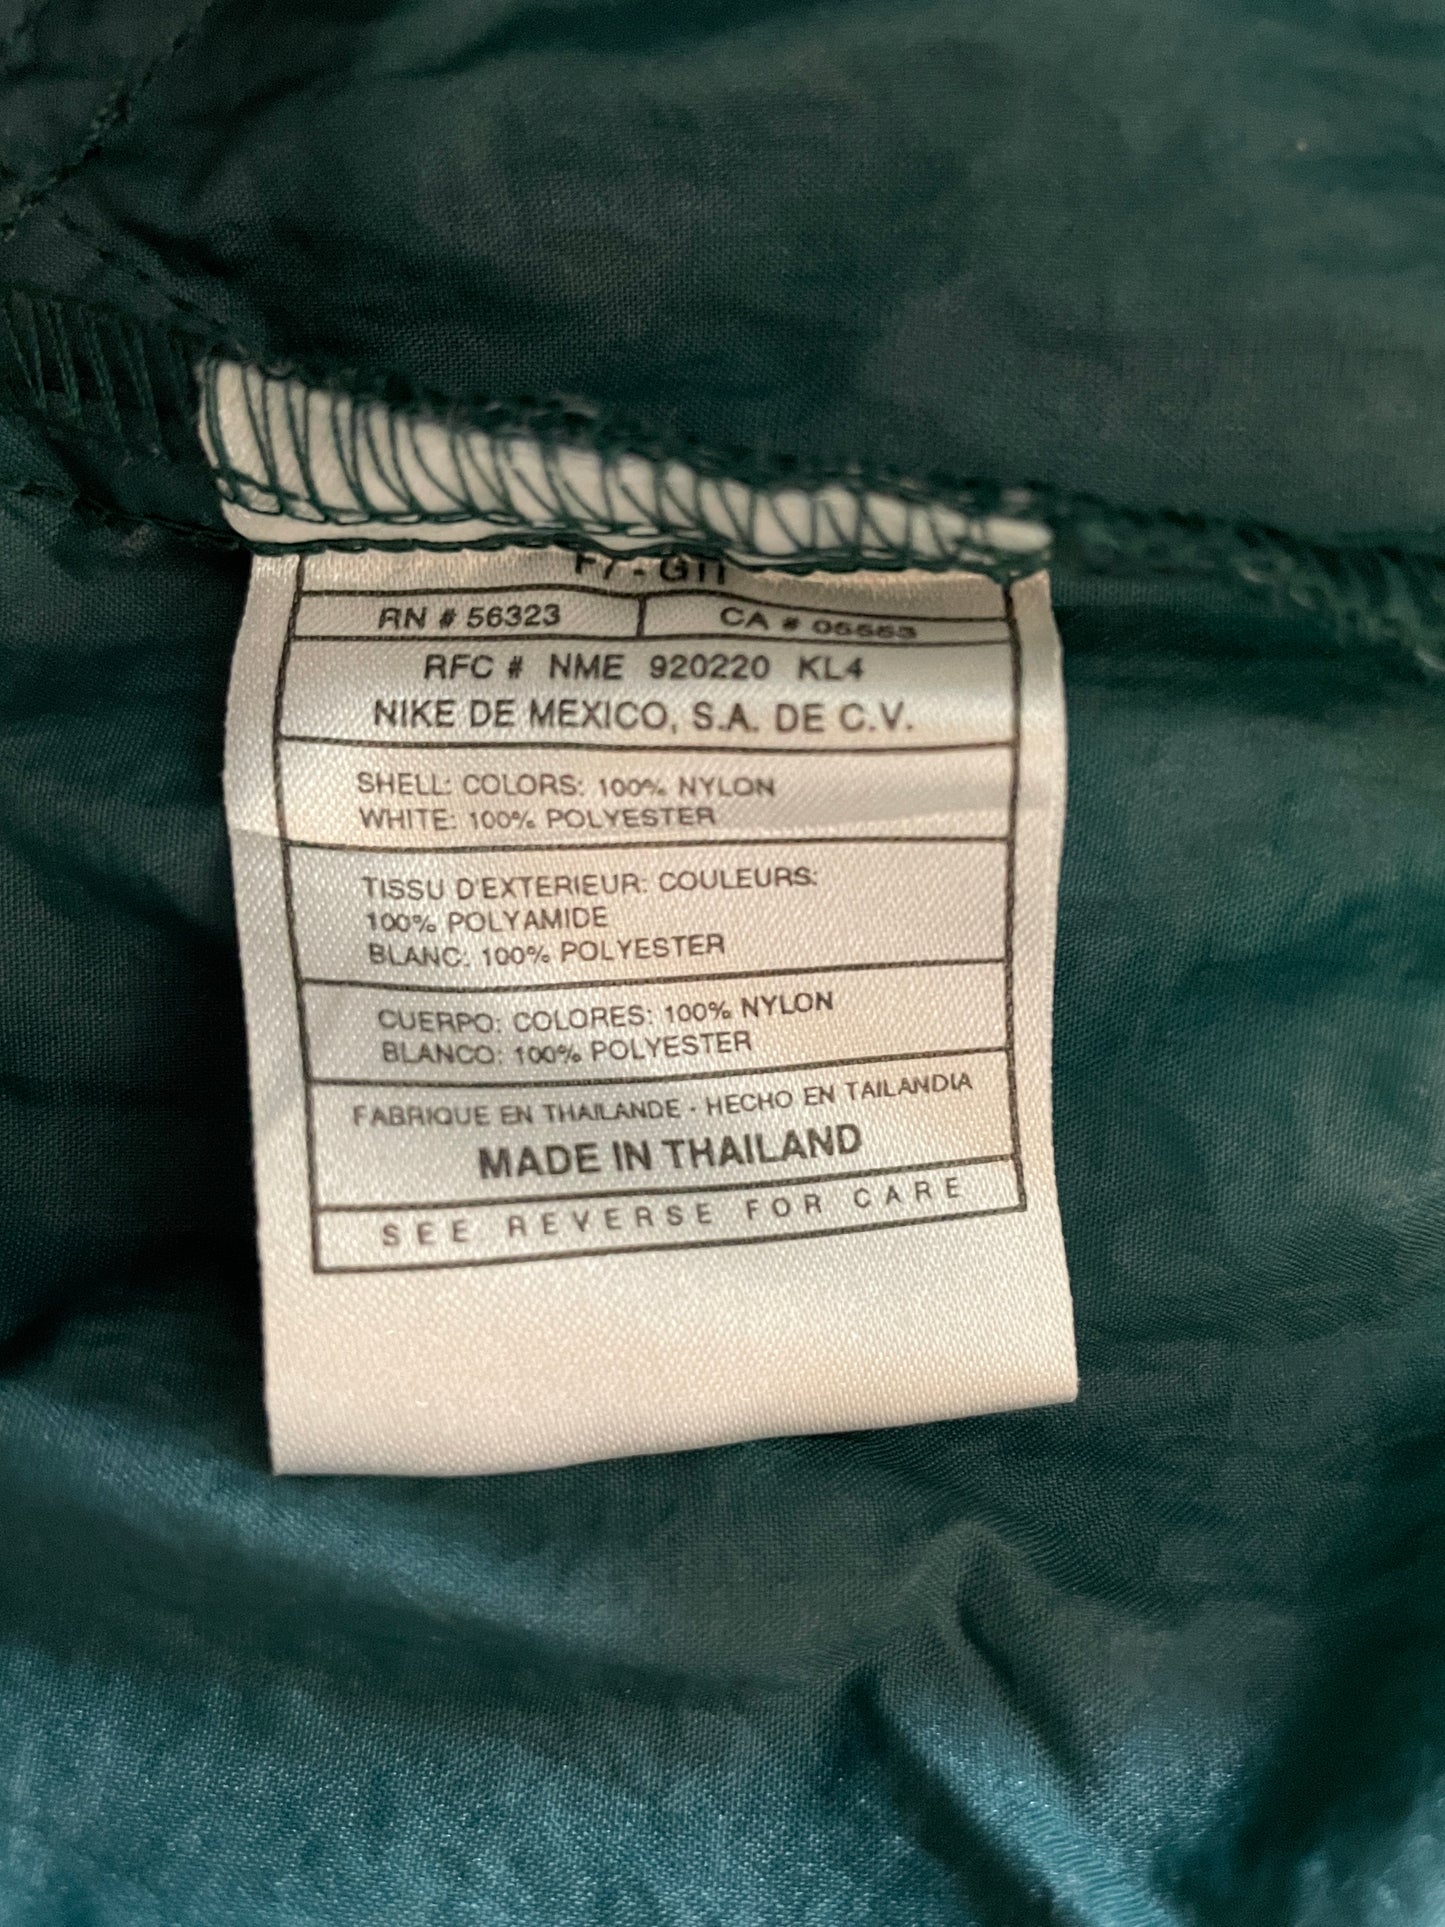 RN # 56323
CA # 05553
RFC # NME 920220 KL4
NIKE DE MEXICO, S.A. DE C.V.
SHELL: COLORS: 100% NYLON
WHITE: 100% POLYESTER
TISSU D'EXTERIEUR: COULEURS:
100% POLYAMIDE
BLANC: 100% POLYESTER
CUERPO: COLORES: 100% NYLON
BLANCO: 100% POLYESTER
FABRIQUE EN THAILANDE - HECHO EN TAILANDIA
MADE IN THAILAND
SEE REVERSE FOR CARE